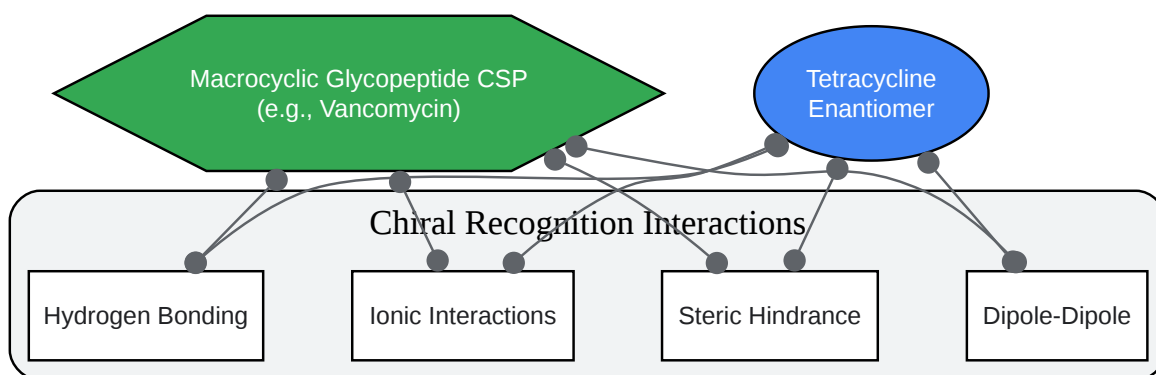 Macrocyclic Glycopeptide CSP
(e.g., Vancomycin)
Tetracycline
Enantiomer
Chiral Recognition Interactions
Hydrogen Bonding
Ionic Interactions
Steric Hindrance
Dipole-Dipole